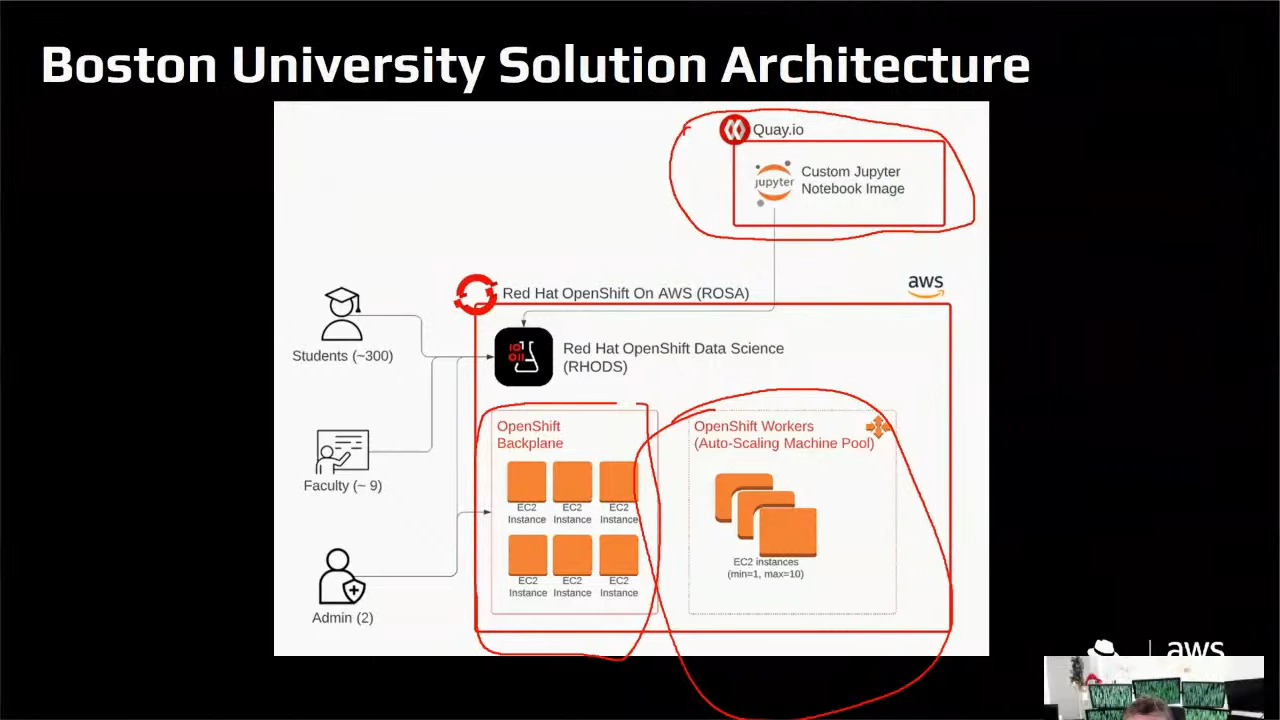 Boston University Solution Architecture
Quay.io
jupyter
Custom Jupyter
Notebook Image
aws
Red Hat OpenShift On AWS (ROSA)
Students (~300)
Red Hat OpenShift Data Science
(RHODS)
Faculty (~ 9)
Admin (2)
OpenShift
Backplane
EC2
Instance
EC2
Instance
EC2
Instance
EC2
Instance
EC2
Instance
EC2
Instance
OpenShift Workers
(Auto-Scaling Machine Pool)
EC2 instances
(min=1, max=10)
aws